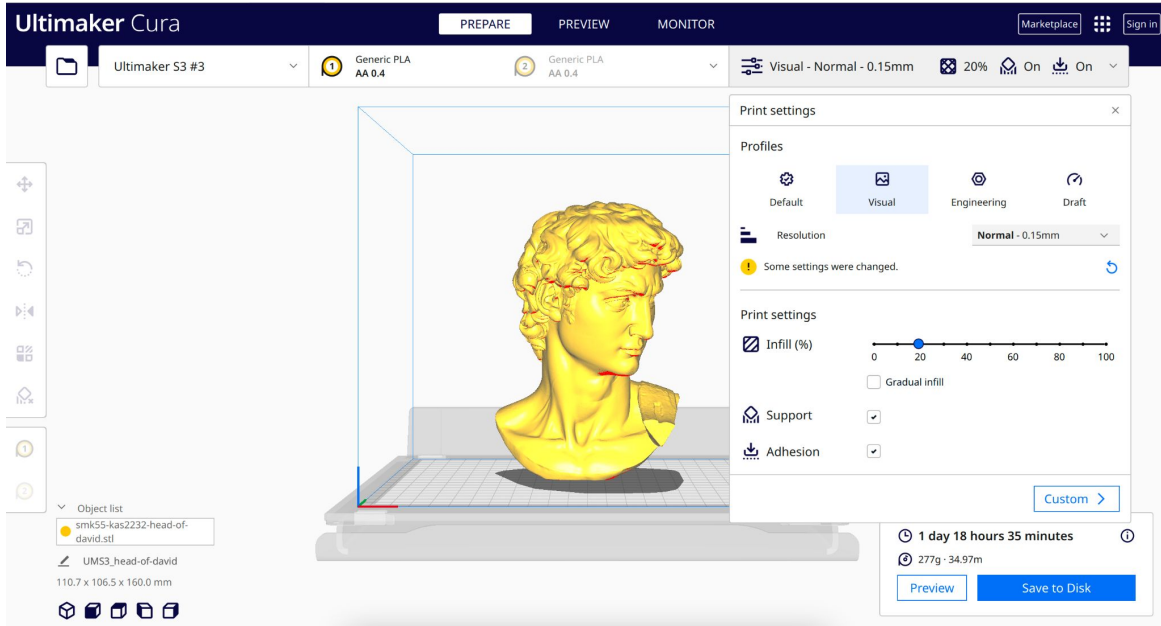 Ultimaker Cura
PREPARE PREVIEW MONITOR
Marketplace Sign in
Ultimaker S3 #3
1 Generic PLA
AA 0.4
2 Generic PLA
AA 0.4
Visual - Normal - 0.15mm 20% On On
Print settings
Profiles
Default Visual Engineering Draft
Resolution Normal - 0.15mm
! Some settings were changed.
Print settings
Infill (%)
0 20 40 60 80 100
Gradual infill
Support
Adhesion
Custom
1
2
Object list
smk55-kas2232-head-of-
david.stl
UMS3_head-of-david
110.7 x 106.5 x 160.0 mm
1 day 18 hours 35 minutes
277g · 34.97m
Preview Save to Disk